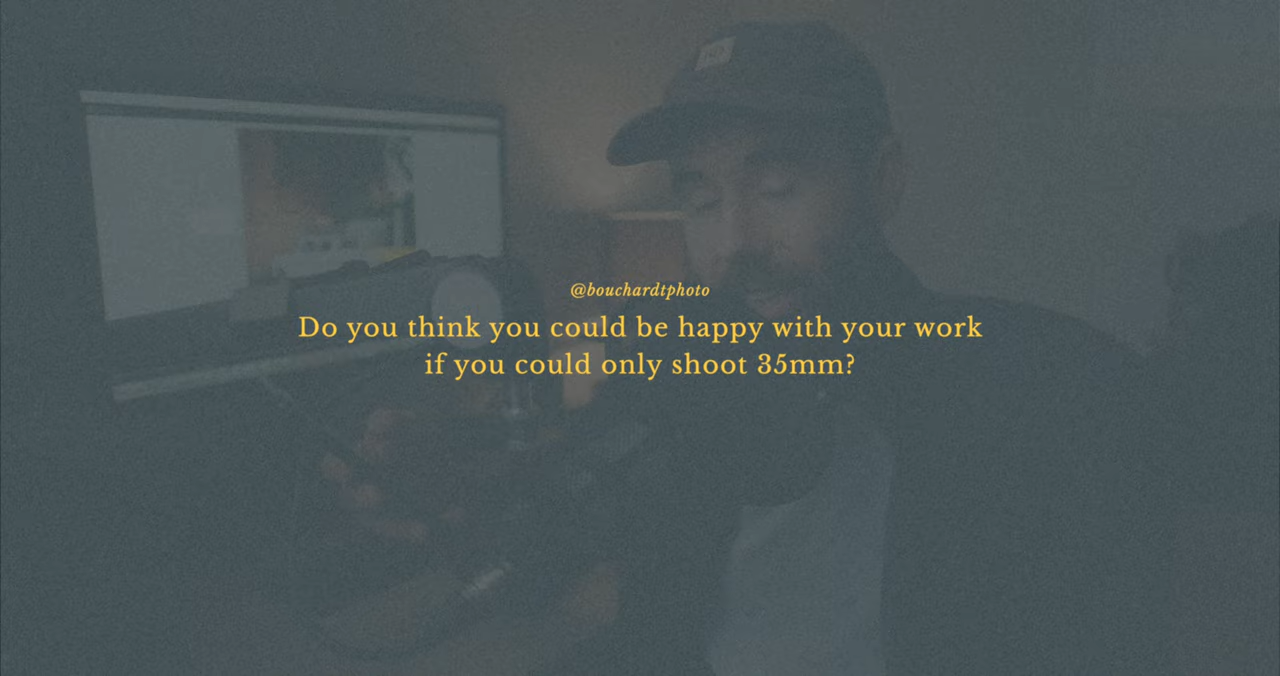 @bouchardtphoto
Do you think you could be happy with your work
if you could only shoot 35mm?